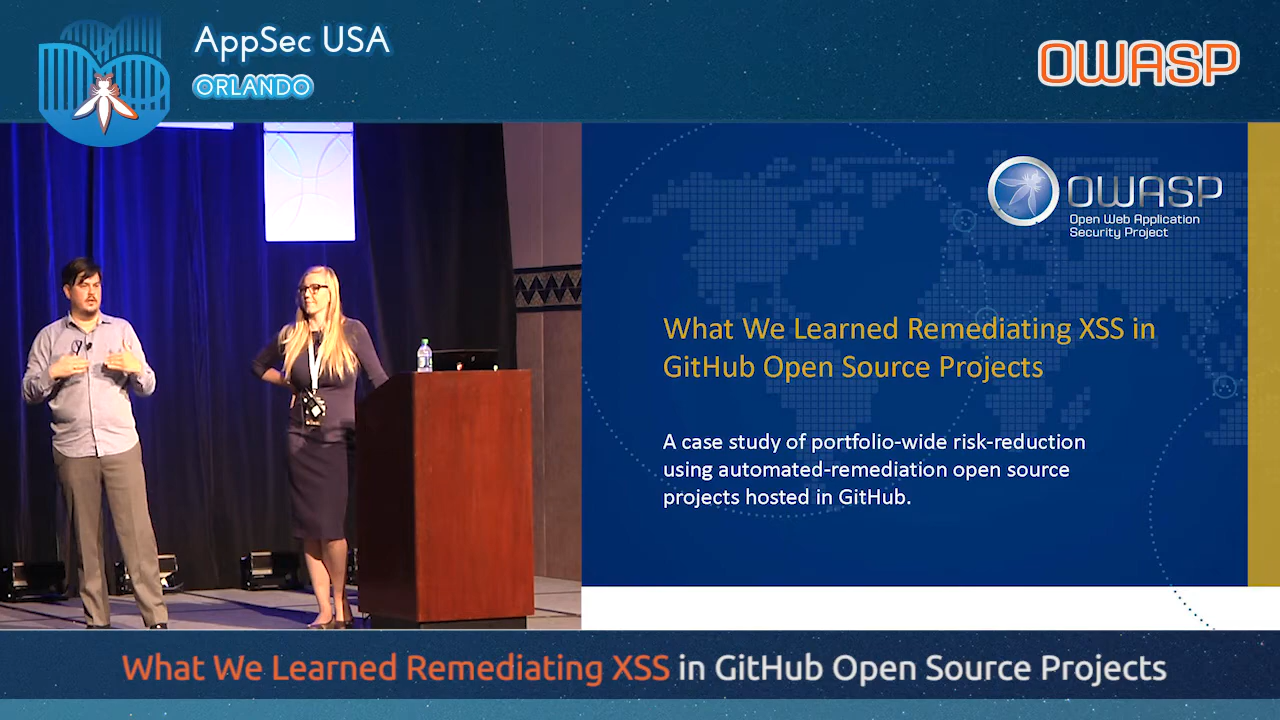 AppSec USA
ORLANDO
OWASP
OWASP
Open Web Application
Security Project
What We Learned Remediating XSS in
GitHub Open Source Projects
A case study of portfolio-wide risk-reduction
using automated-remediation open source
projects hosted in GitHub.
What We Learned Remediating XSS in GitHub Open Source Projects